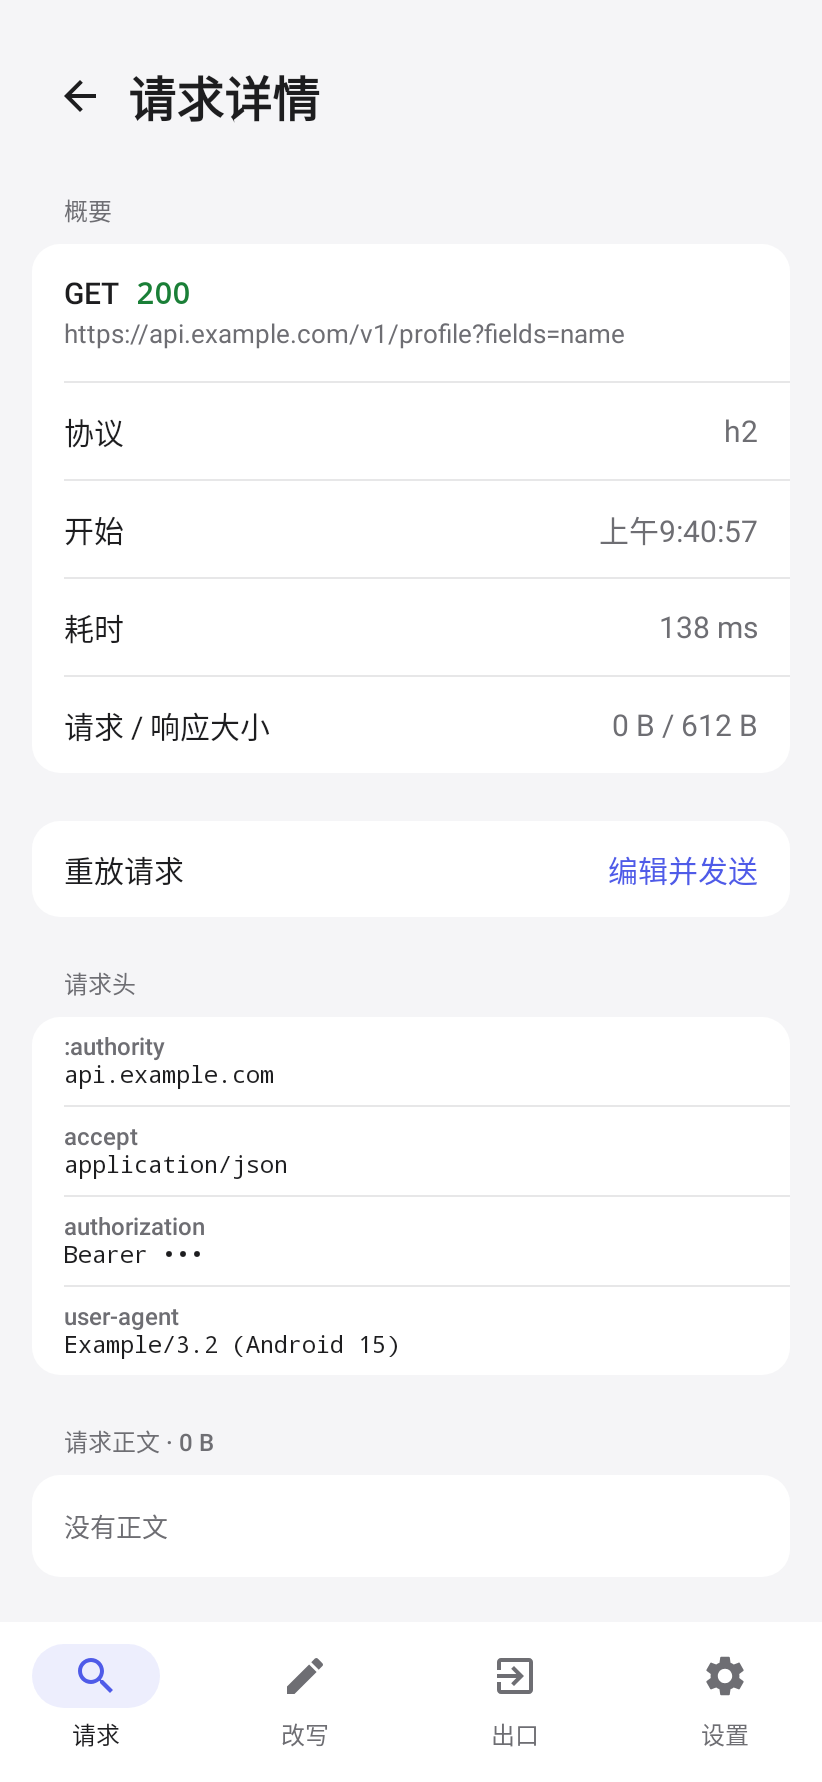 请求详情
概要
GET 200
https://api.example.com/v1/profile?fields=name
协议 h2
开始 上午9:40:57
耗时 138 ms
请求 / 响应大小 0 B / 612 B
重放请求 编辑并发送
请求头
:authority
api.example.com
accept
application/json
authorization
Bearer •••
user-agent
Example/3.2 (Android 15)
请求正文 · 0 B
没有正文
请求 改写 出口 设置